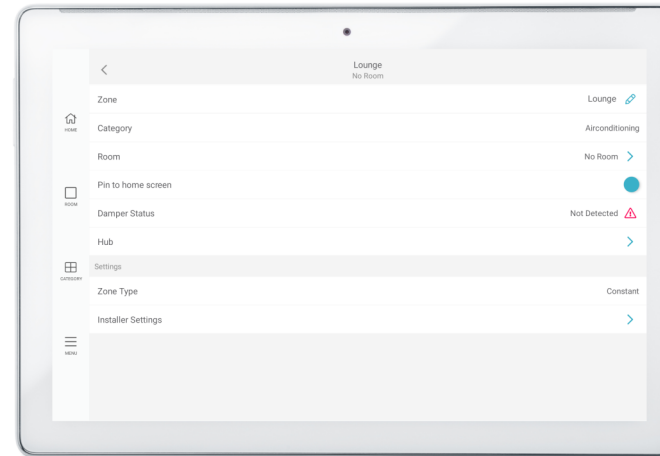 Lounge
No Room
Zone
Lounge
HOME
Category
Airconditioning
Room
No Room
Pin to home screen
ROOM
Damper Status
Not Detected
Hub
CATEGORY
Settings
Zone Type
Constant
Installer Settings
MENU